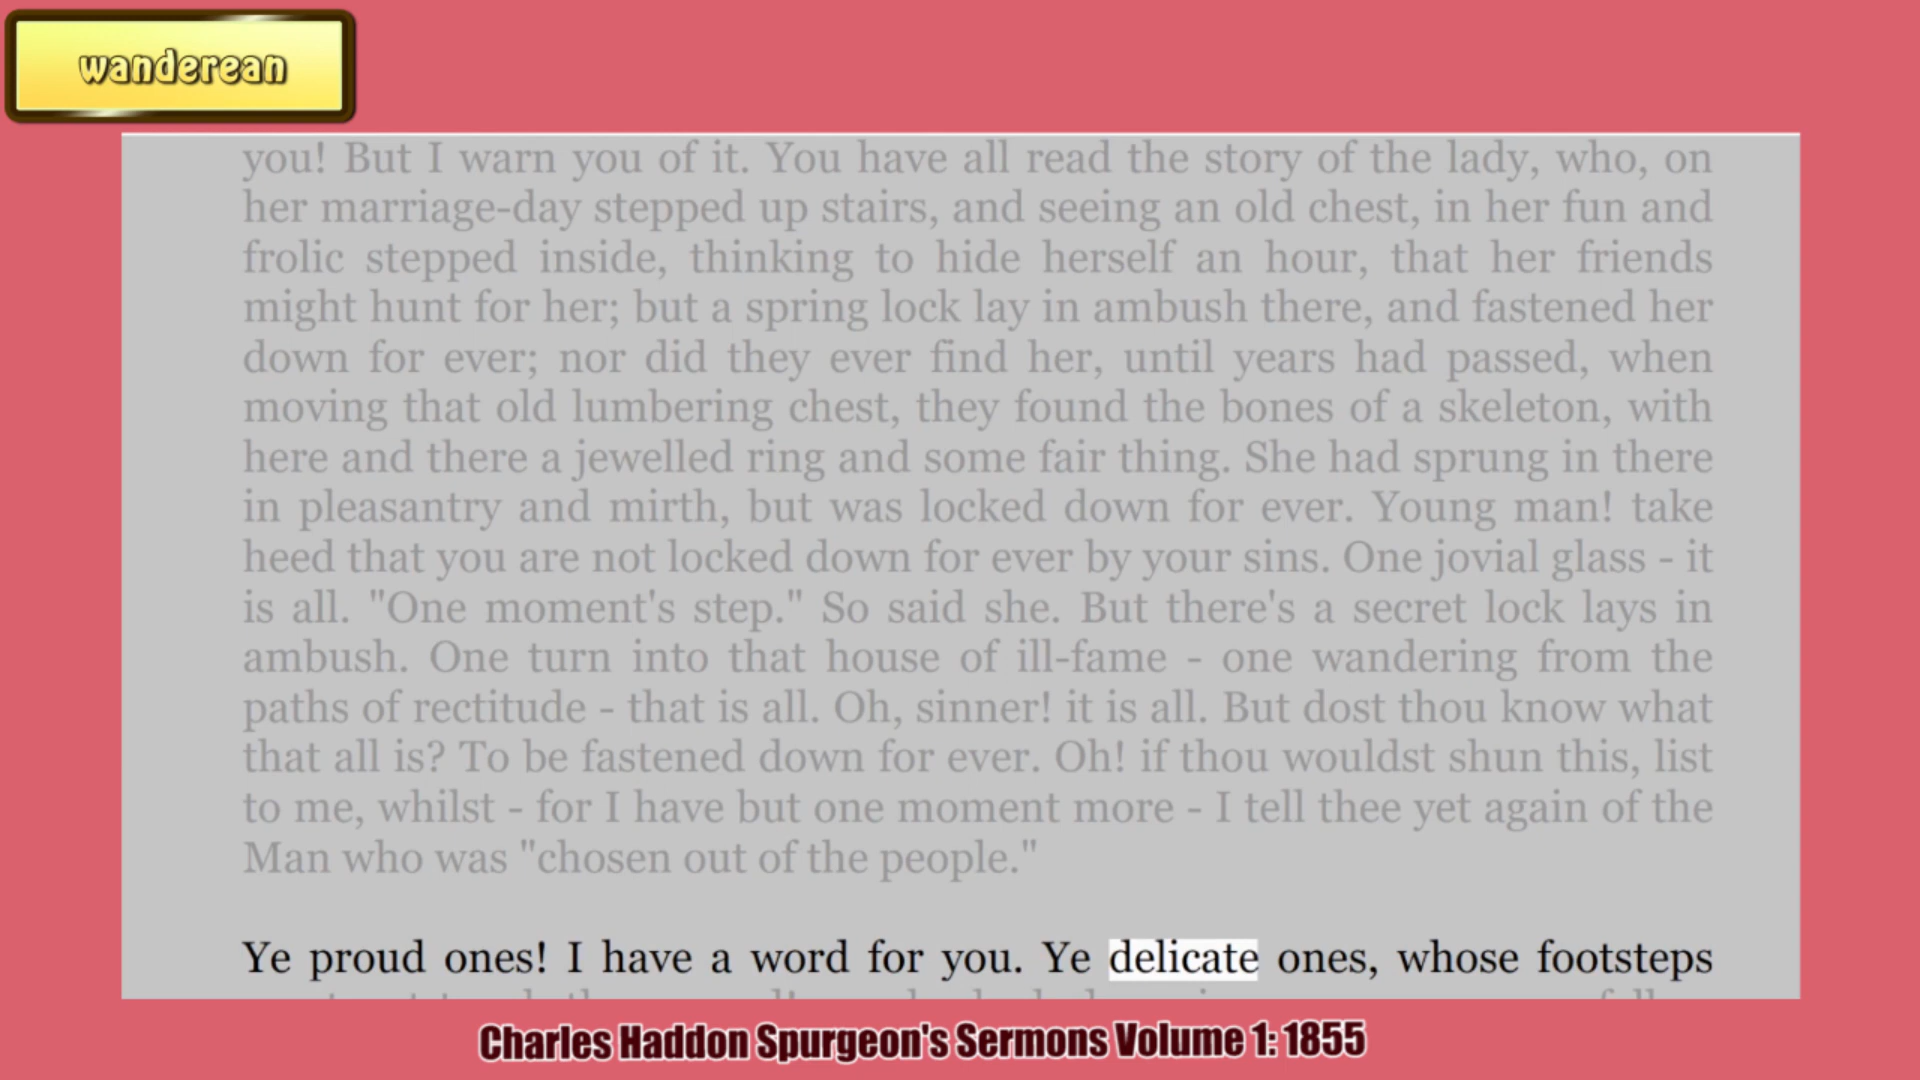 wanderean
you! But I warn you of it. You have all read the story of the lady, who, on
her marriage-day stepped up stairs, and seeing an old chest, in her fun and
frolic stepped inside, thinking to hide herself an hour, that her friends
might hunt for her; but a spring lock lay in ambush there, and fastened her
down for ever; nor did they ever find her, until years had passed, when
moving that old lumbering chest, they found the bones of a skeleton, with
here and there a jewelled ring and some fair thing. She had sprung in there
in pleasantry and mirth, but was locked down for ever. Young man! take
heed that you are not locked down for ever by your sins. One jovial glass - it
is all. "One moment's step." So said she. But there's a secret lock lays in
ambush. One turn into that house of ill-fame - one wandering from the
paths of rectitude - that is all. Oh, sinner! it is all. But dost thou know what
that all is? To be fastened down for ever. Oh! if thou wouldst shun this, list
to me, whilst - for I have but one moment more - I tell thee yet again of the
Man who was "chosen out of the people."
Ye proud ones! I have a word for you. Ye delicate ones, whose footsteps
Charles Haddon Spurgeon's Sermons Volume 1: 1855